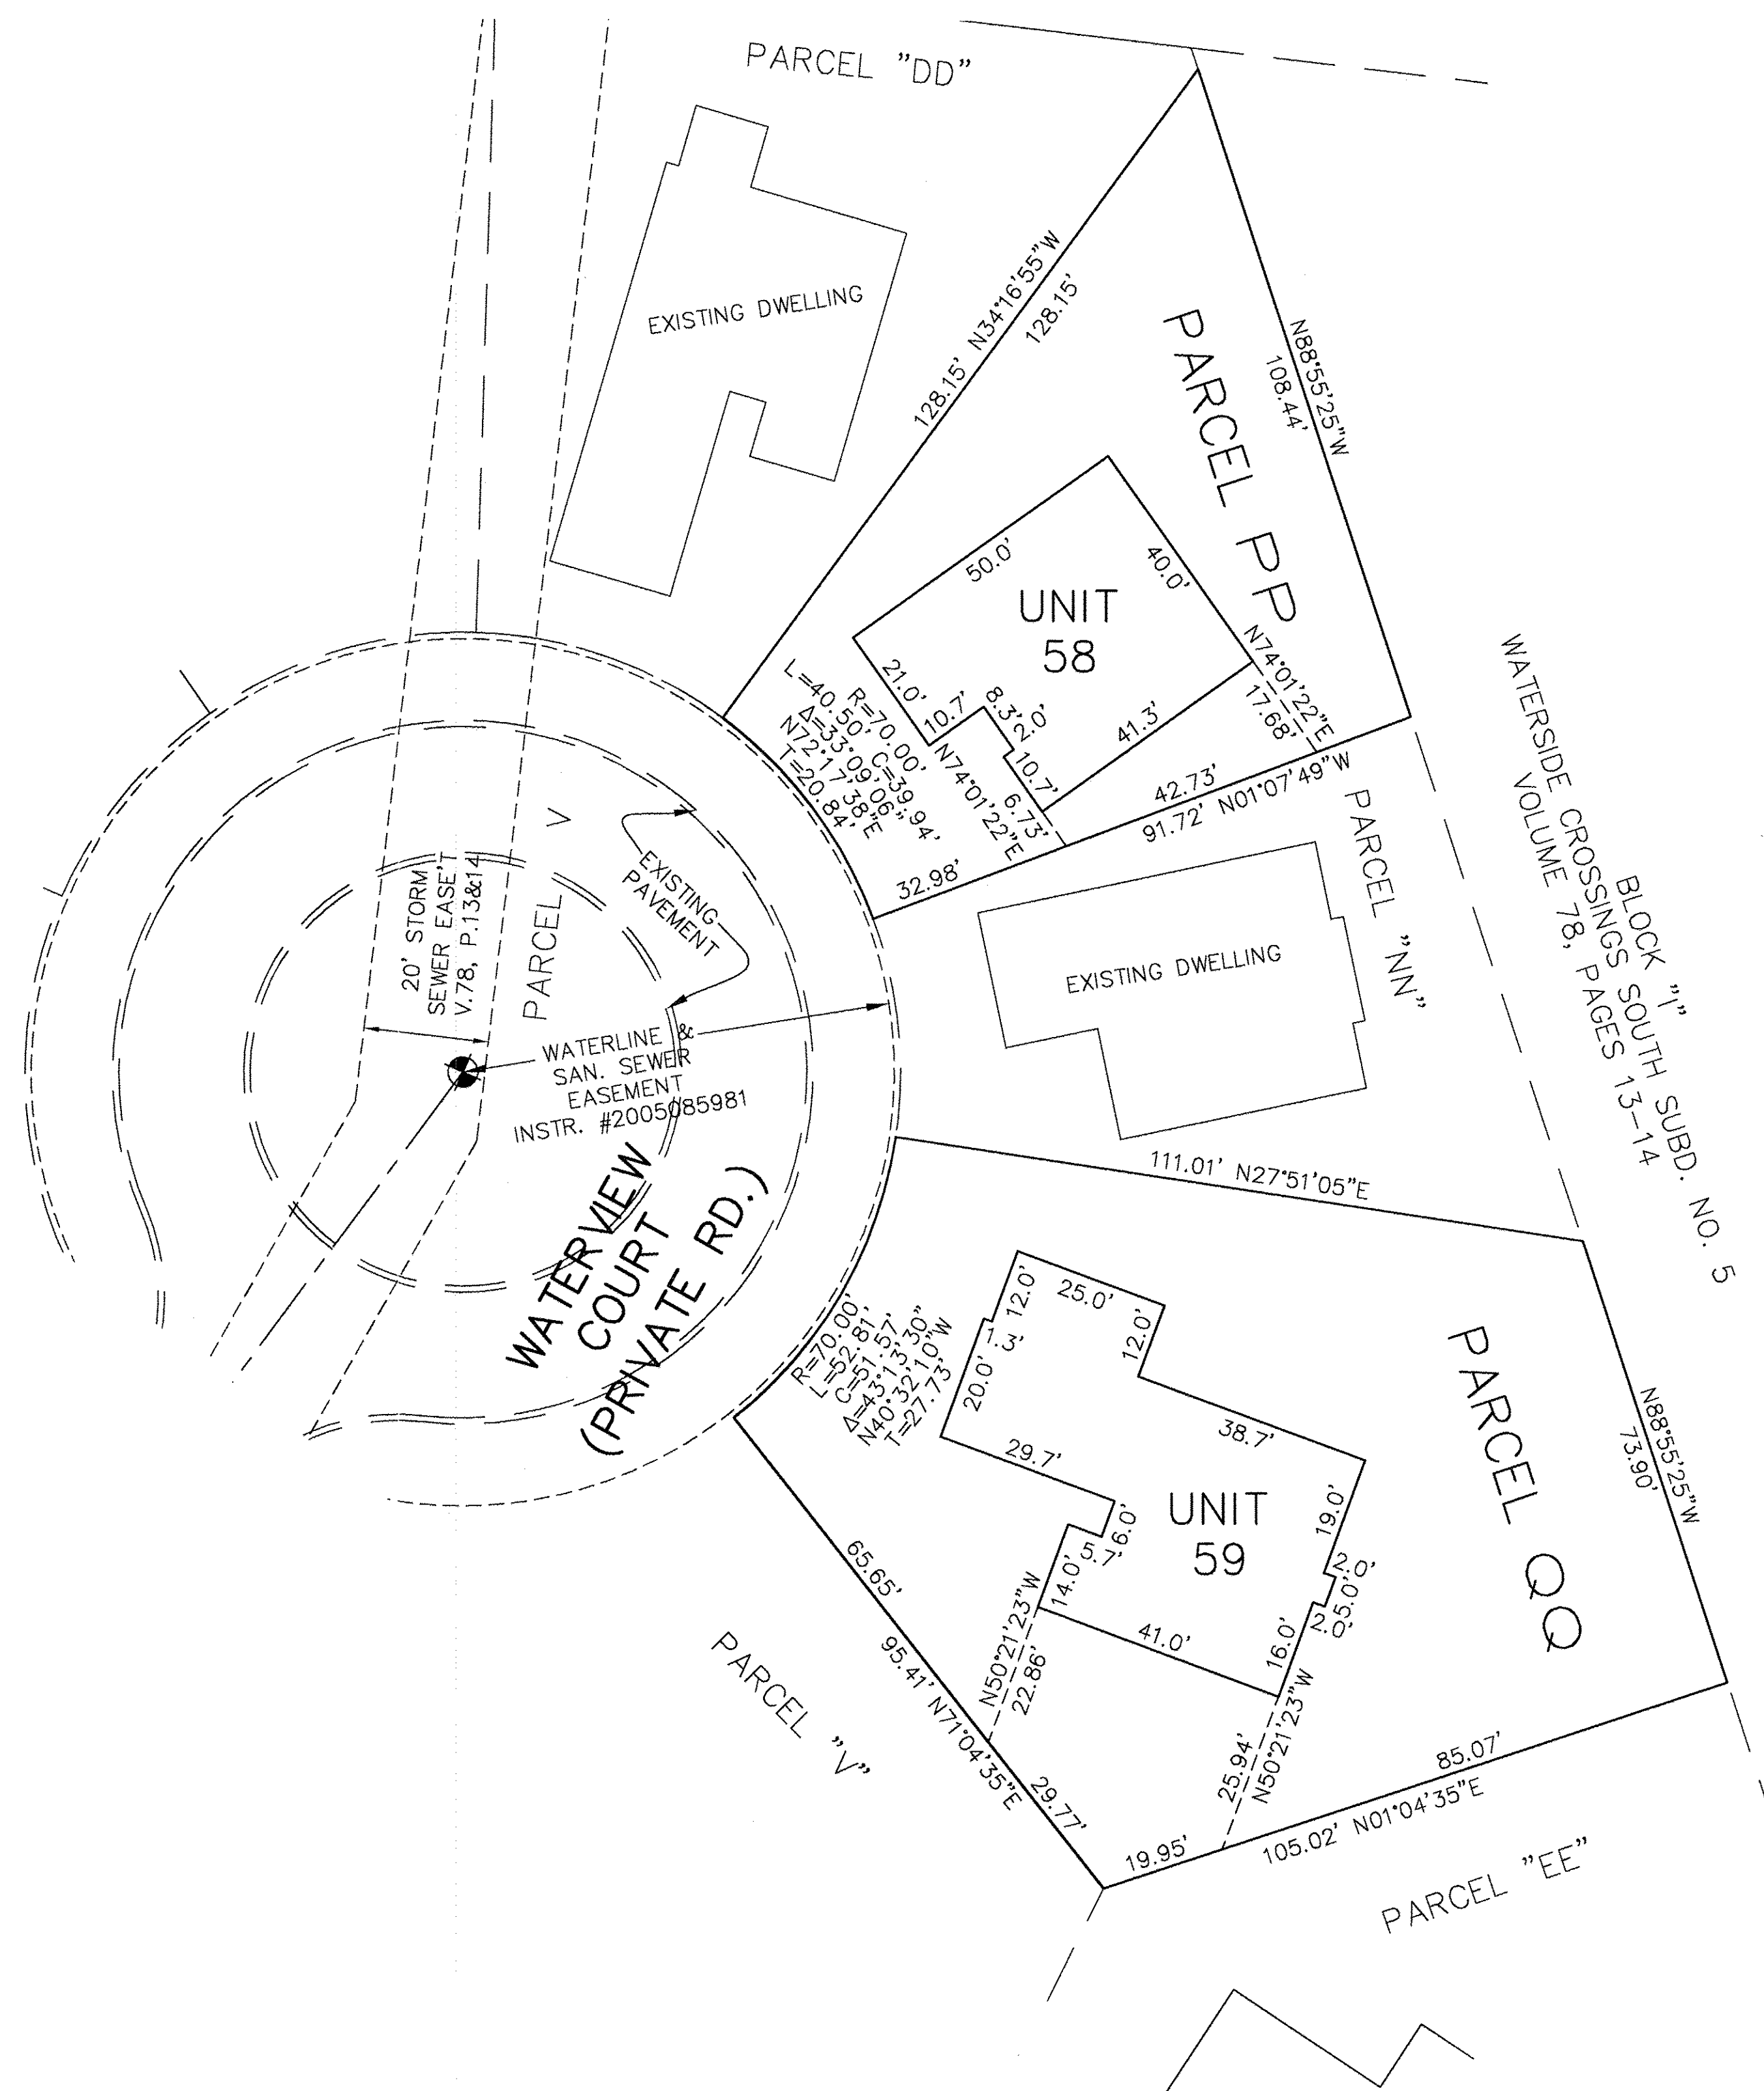 PARCEL "DD"
EXISTING DWELLING
128.15' N34°16'55"W
128.15'
PARCEL PP
N88°55'25"W
108.44'
50.0'
40.0'
UNIT
58
21.0'
10.7'
8.3'
2.0'
10.7'
41.3'
N74°01'22"E
17.68'
R=70.00'
L=40.50' C=39.94'
Δ=33°09'06"
N72°17'38"E
T=20.84'
N74°01'22"E
6.73'
42.73'
91.72' N01°07'49"W
32.98'
PARCEL "NN"
EXISTING DWELLING
BLOCK "I"
WATERSIDE CROSSINGS SOUTH SUBD. NO. 5
VOLUME 78, PAGES 13-14
20' STORM
SEWER EASE'T
V.78, P.13&14
PARCEL V
EXISTING
PAVEMENT
WATERLINE &
SAN. SEWER
EASEMENT
INSTR. #2005085981
WATERVIEW
COURT
(PRIVATE RD.)
111.01' N27°51'05"E
R=70.00'
L=52.81'
C=51.57'
Δ=43°13'30"
N40°32'10"W
T=27.73'
12.0'
25.0'
12.0'
1.3'
20.0'
38.7'
29.7'
UNIT
59
6.0'
5.7'
14.0'
19.0'
2.0'
5.0'
2.0'
16.0'
41.0'
N50°21'23"W
22.86'
25.94'
N50°21'23"W
PARCEL QQ
N88°55'25"W
73.90'
65.65'
95.41' N71°04'35"E
29.77'
PARCEL "V"
19.95'
85.07'
105.02' N01°04'35"E
PARCEL "EE"